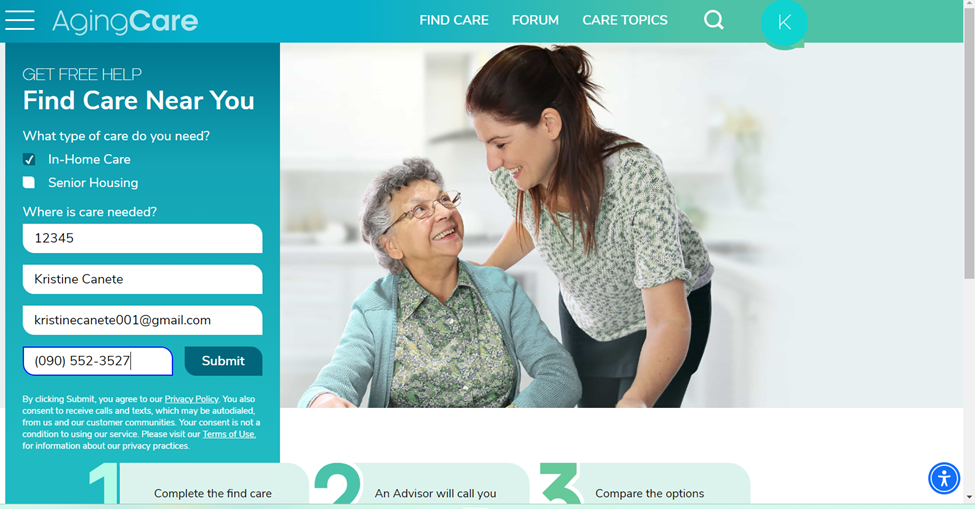 AgingCare
FIND CARE
FORUM
CARE TOPICS
K
GET FREE HELP
Find Care Near You
What type of care do you need?
In-Home Care
Senior Housing
Where is care needed?
12345
Kristine Canete
kristinecanete001@gmail.com
(090) 552-3527
Submit
By clicking Submit, you agree to our Privacy Policy. You also
consent to receive calls and texts, which may be autodialed,
from us and our customer communities. Your consent is not a
condition to using our service. Please visit our Terms of Use.
for information about our privacy practices.
1
Complete the find care
2
An Advisor will call you
3
Compare the options